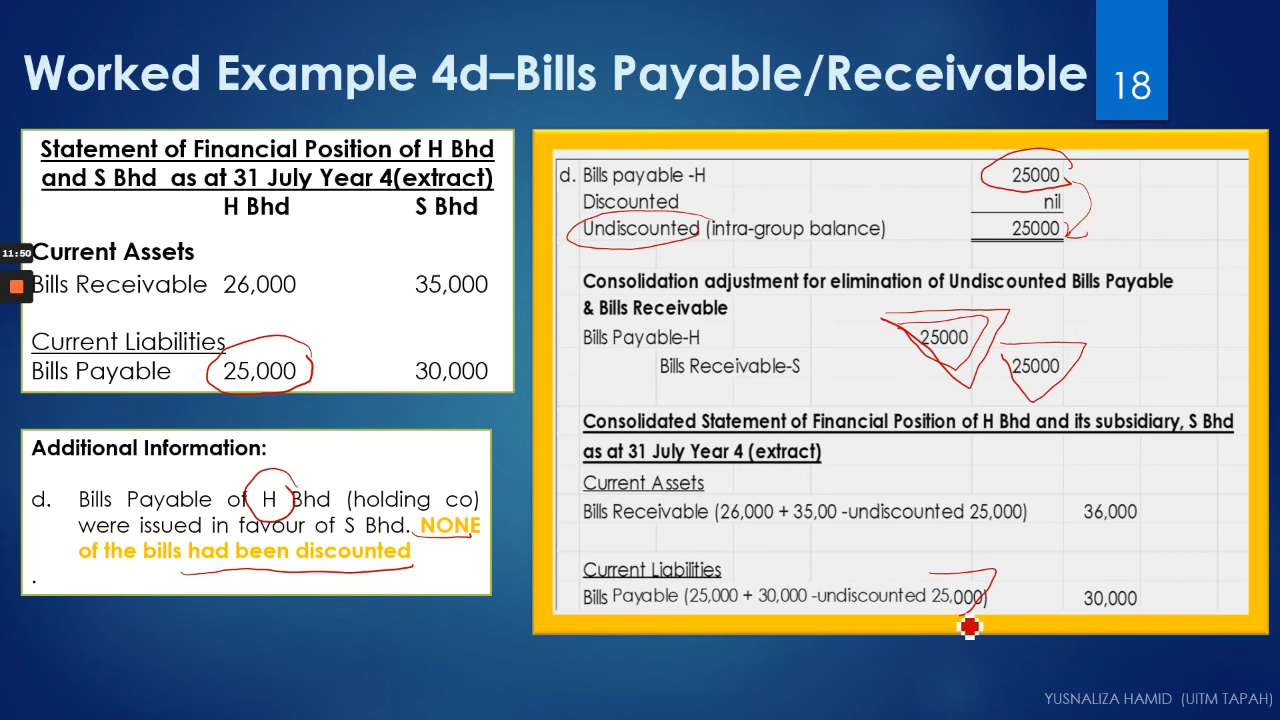 Worked Example 4d–Bills Payable/Receivable
18
Statement of Financial Position of H Bhd
and S Bhd as at 31 July Year 4(extract)
H Bhd S Bhd
Current Assets
Bills Receivable 26,000 35,000
Current Liabilities
Bills Payable 25,000 30,000
11:50
Additional Information:
d. Bills Payable of H Bhd (holding co)
were issued in favour of S Bhd. NONE
of the bills had been discounted
.
d. Bills payable -H 25000
Discounted nil
Undiscounted (intra-group balance) 25000
Consolidation adjustment for elimination of Undiscounted Bills Payable
& Bills Receivable
Bills Payable-H 25000
Bills Receivable-S 25000
Consolidated Statement of Financial Position of H Bhd and its subsidiary, S Bhd
as at 31 July Year 4 (extract)
Current Assets
Bills Receivable (26,000 + 35,00 -undiscounted 25,000) 36,000
Current Liabilities
Bills Payable (25,000 + 30,000 -undiscounted 25,000) 30,000
YUSNALIZA HAMID (UITM TAPAH)